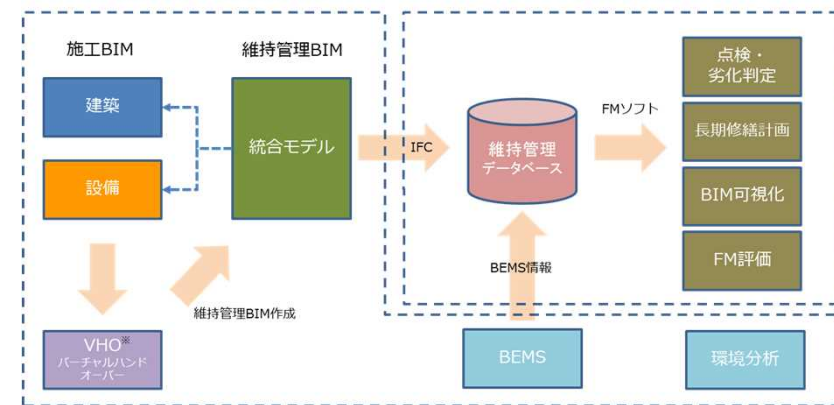 施工BIM
維持管理BIM
建築
設備
統合モデル
VHO※
バーチャルハンド
オーバー
維持管理BIM作成
IFC
維持管理
データベース
BEMS情報
BEMS
FMソフト
点検・
劣化判定
長期修繕計画
BIM可視化
FM評価
環境分析